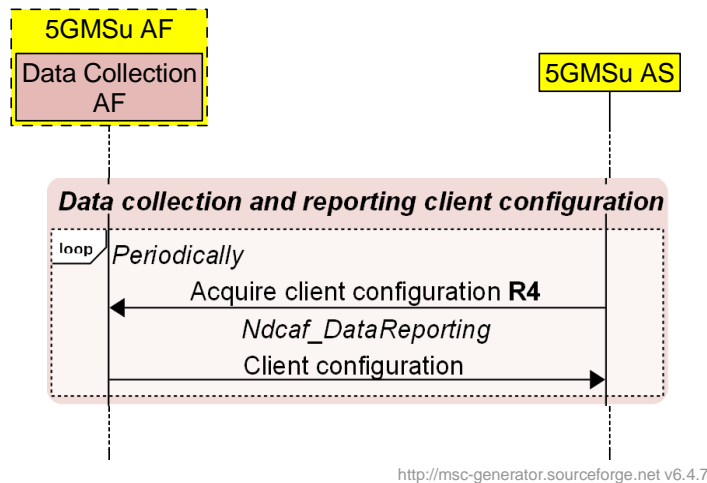 5GMSu AF
Data Collection
AF
5GMSu AS
Data collection and reporting client configuration
loop
Periodically
Acquire client configuration R4
Ndcaf_DataReporting
Client configuration
http://msc-generator.sourceforge.net v6.4.7